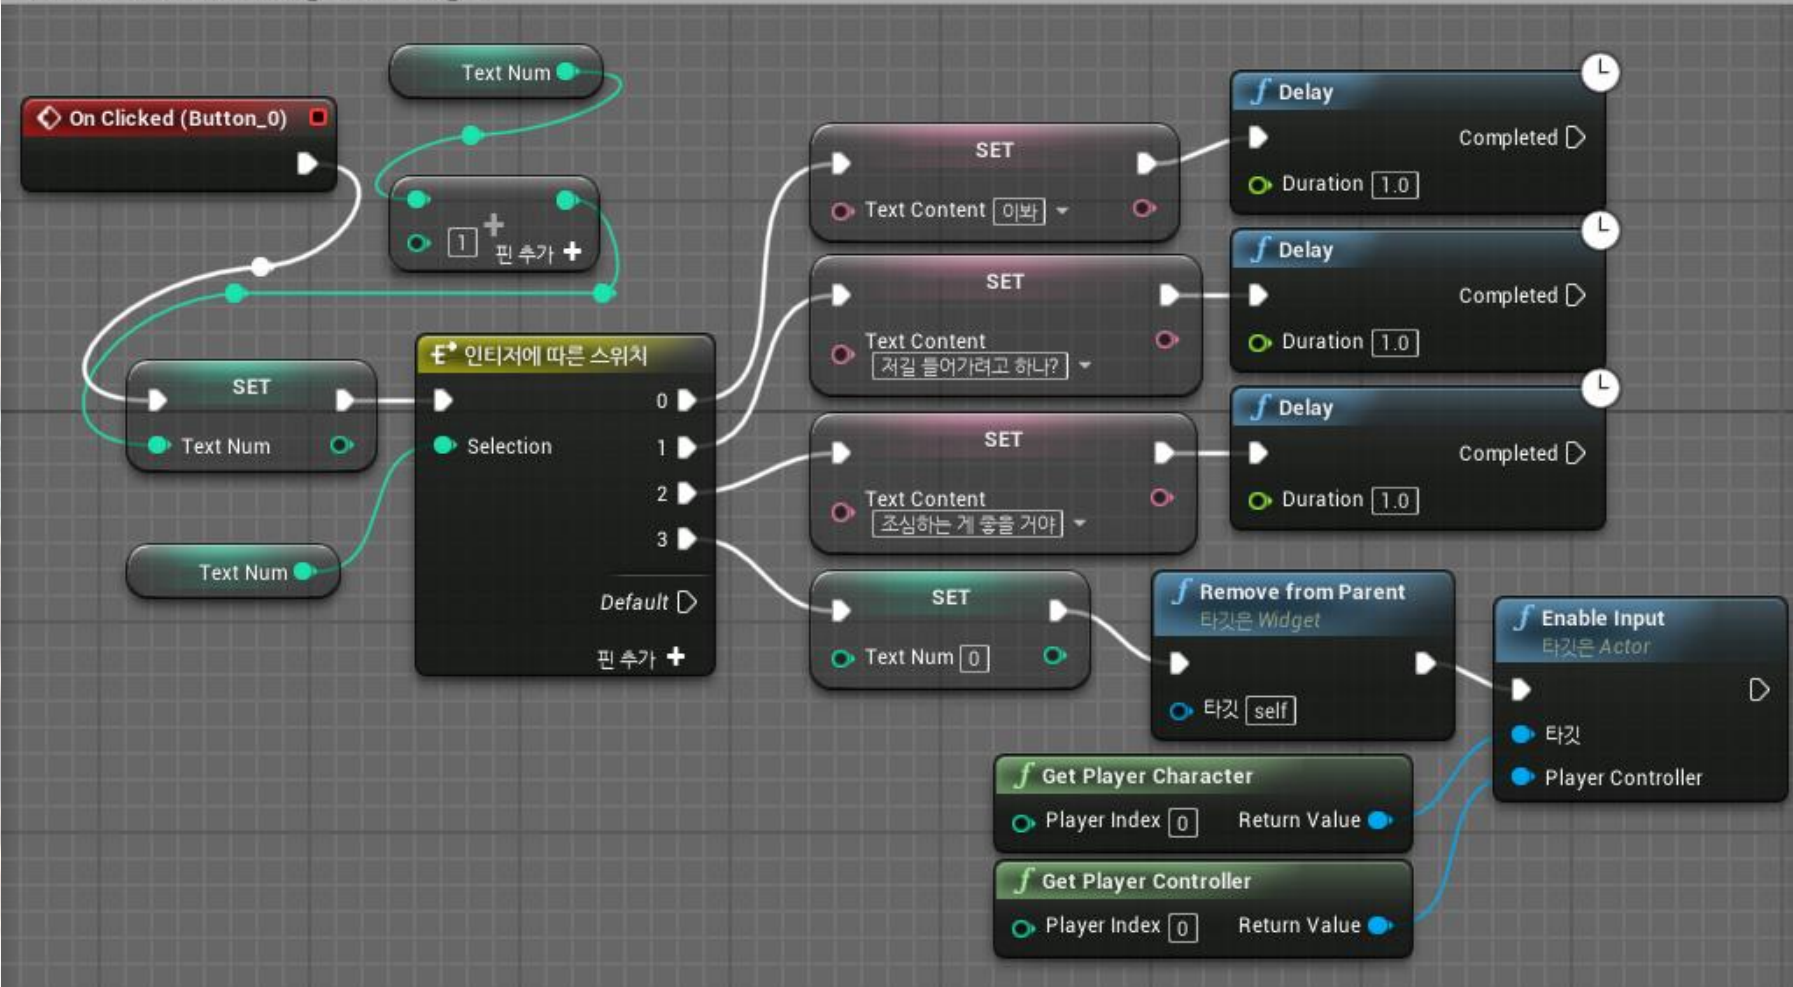 Text Num
On Clicked (Button_0)
1
핀 추가
SET
Text Num
Text Num
인티저에 따른 스위치
Selection
0
1
2
3
Default
핀 추가
SET
Text Content 이봐
SET
Text Content
저길 들어가려고 하나?
SET
Text Content
조심하는 게 좋을 거야
SET
Text Num 0
Delay
Completed
Duration 1.0
Delay
Completed
Duration 1.0
Delay
Completed
Duration 1.0
Remove from Parent
타깃은 Widget
타깃 self
Enable Input
타깃은 Actor
타깃
Player Controller
Get Player Character
Player Index 0 Return Value
Get Player Controller
Player Index 0 Return Value